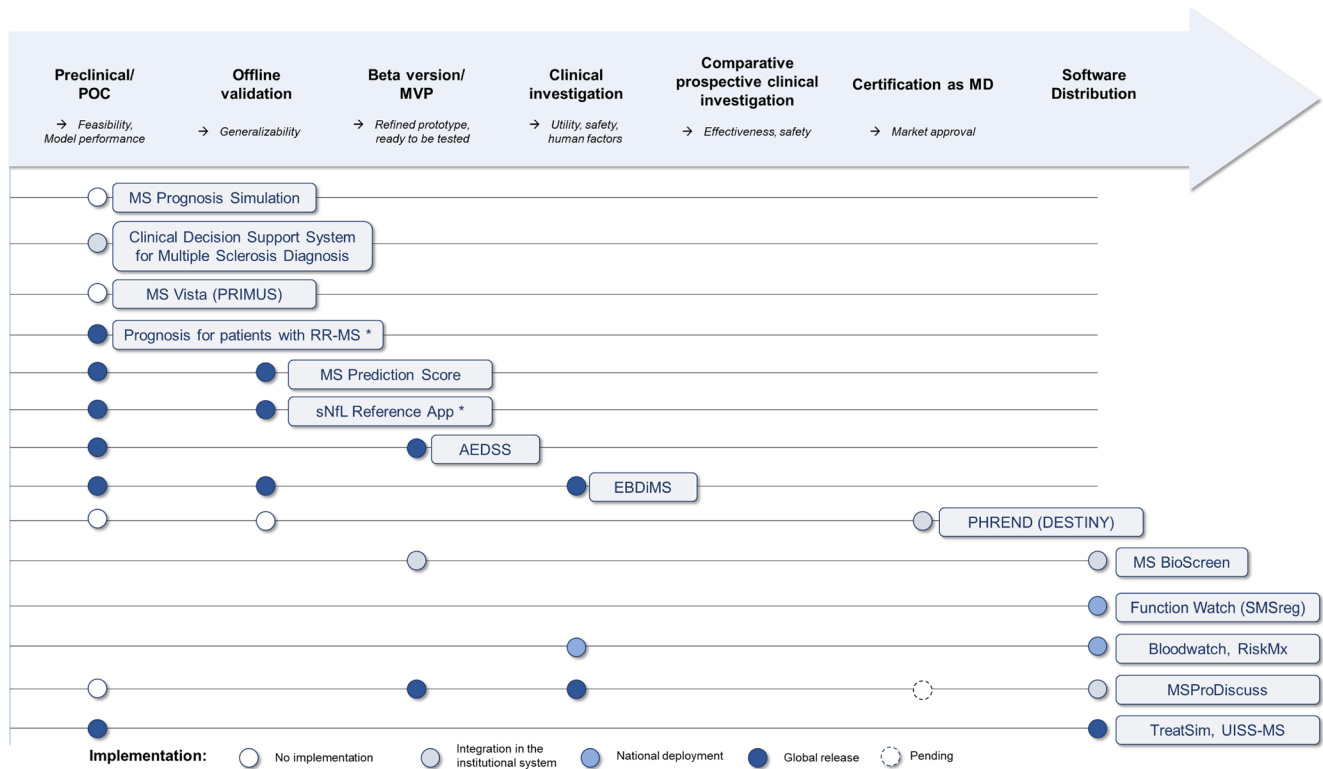 Preclinical/
POC
→ Feasibility,
Model performance
Offline
validation
→ Generalizability
Beta version/
MVP
→ Refined prototype,
ready to be tested
Clinical
investigation
→ Utility, safety,
human factors
Comparative
prospective clinical
investigation
→ Effectiveness, safety
Certification as MD
→ Market approval
Software
Distribution
MS Prognosis Simulation
Clinical Decision Support System
for Multiple Sclerosis Diagnosis
MS Vista (PRIMUS)
Prognosis for patients with RR-MS *
MS Prediction Score
sNfL Reference App *
AEDSS
EBDiMS
PHREND (DESTINY)
MS BioScreen
Function Watch (SMSreg)
Bloodwatch, RiskMx
MSProDiscuss
TreatSim, UISS-MS
Implementation:
No implementation
Integration in the
institutional system
National deployment
Global release
Pending